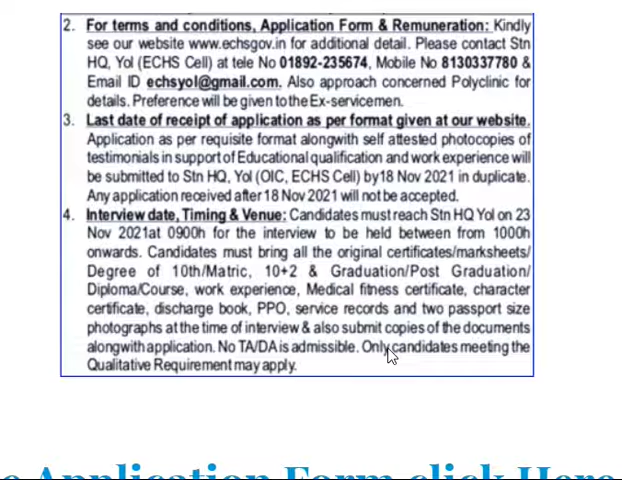 2. For terms and conditions, Application Form & Remuneration: Kindly
see our website www.echsgov.in for additional detail. Please contact Stn
HQ, Yol (ECHS Cell) at tele No 01892-235674, Mobile No 8130337780 &
Email ID echsyol@gmail.com. Also approach concerned Polyclinic for
details. Preference will be given to the Ex-servicemen.
3. Last date of receipt of application as per format given at our website.
Application as per requisite format alongwith self attested photocopies of
testimonials in support of Educational qualification and work experience will
be submitted to Stn HQ, Yol (OIC, ECHS Cell) by 18 Nov 2021 in duplicate.
Any application received after 18 Nov 2021 will not be accepted.
4. Interview date, Timing & Venue: Candidates must reach Stn HQ Yol on 23
Nov 2021at 0900h for the interview to be held between from 1000h
onwards. Candidates must bring all the original certificates/marksheets/
Degree of 10th/Matric, 10+2 & Graduation/Post Graduation/
Diploma/Course, work experience, Medical fitness certificate, character
certificate, discharge book, PPO, service records and two passport size
photographs at the time of interview & also submit copies of the documents
alongwith application. No TA/DA is admissible. Only candidates meeting the
Qualitative Requirement may apply.
e Application Form click Here